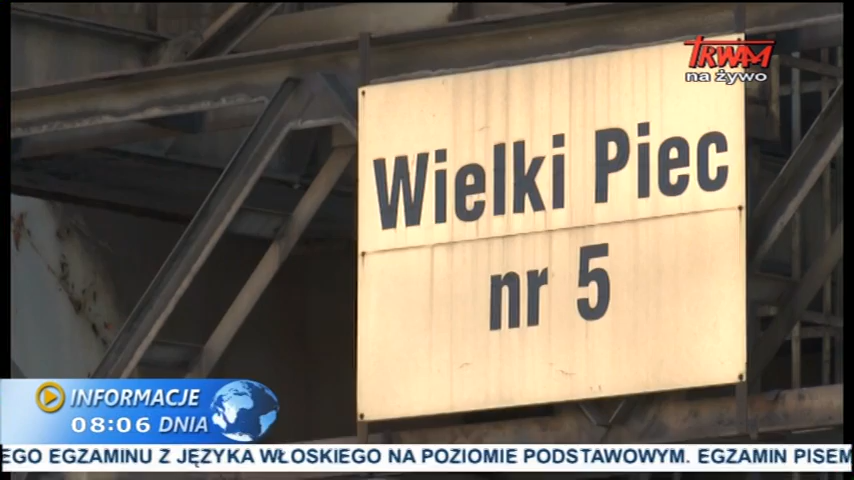 TRWAM
na żywo
Wielki Piec
nr 5
INFORMACJE
08:06 DNIA
EGO EGZAMINU Z JĘZYKA WŁOSKIEGO NA POZIOMIE PODSTAWOWYM. EGZAMIN PISEM